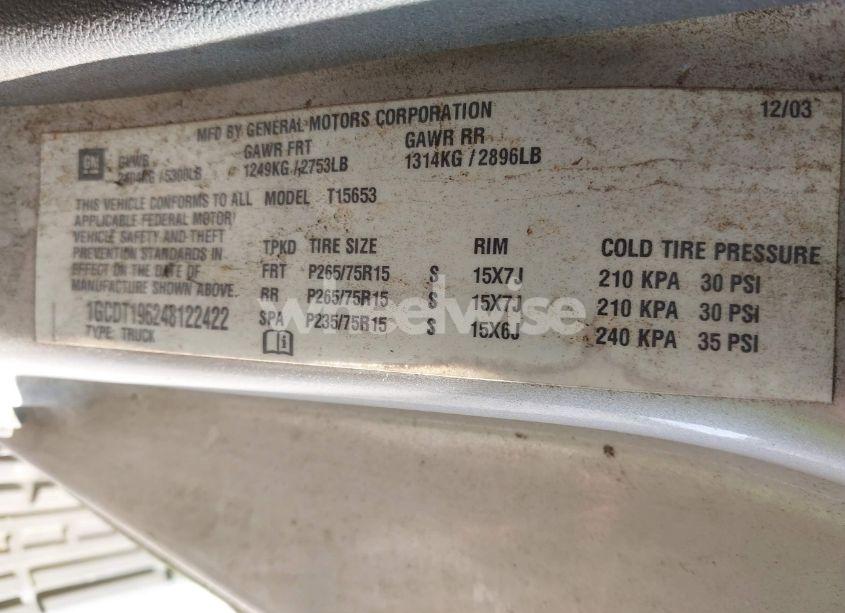 MFD BY GENERAL MOTORS CORPORATION 12/03
GM GVWR GAWR FRT GAWR RR
1249KG / 2753LB 1314KG / 2896LB
THIS VEHICLE CONFORMS TO ALL MODEL T15653
APPLICABLE FEDERAL MOTOR
VEHICLE SAFETY AND THEFT
PREVENTION STANDARDS IN
EFFECT ON THE DATE OF
MANUFACTURE SHOWN ABOVE.
1GCDT196248122422
TYPE: TRUCK
TPKD TIRE SIZE RIM COLD TIRE PRESSURE
FRT P265/75R15 S 15X7J 210 KPA 30 PSI
RR P265/75R15 S 15X7J 210 KPA 30 PSI
SPA P235/75R15 S 15X6J 240 KPA 35 PSI
wheelwise